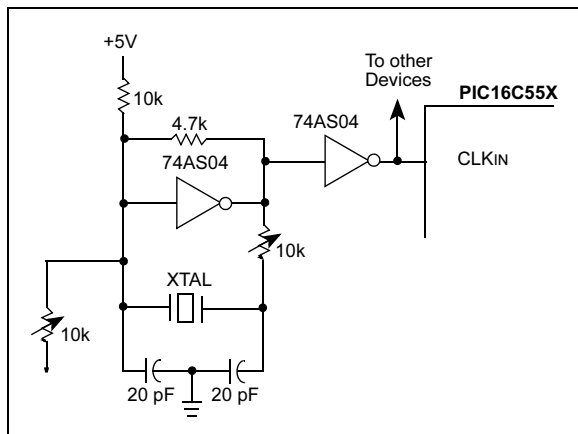 +5V
To other
Devices
10k
PIC16C55X
4.7k
74AS04
74AS04
CLKIN
10k
XTAL
10k
20 pF
20 pF